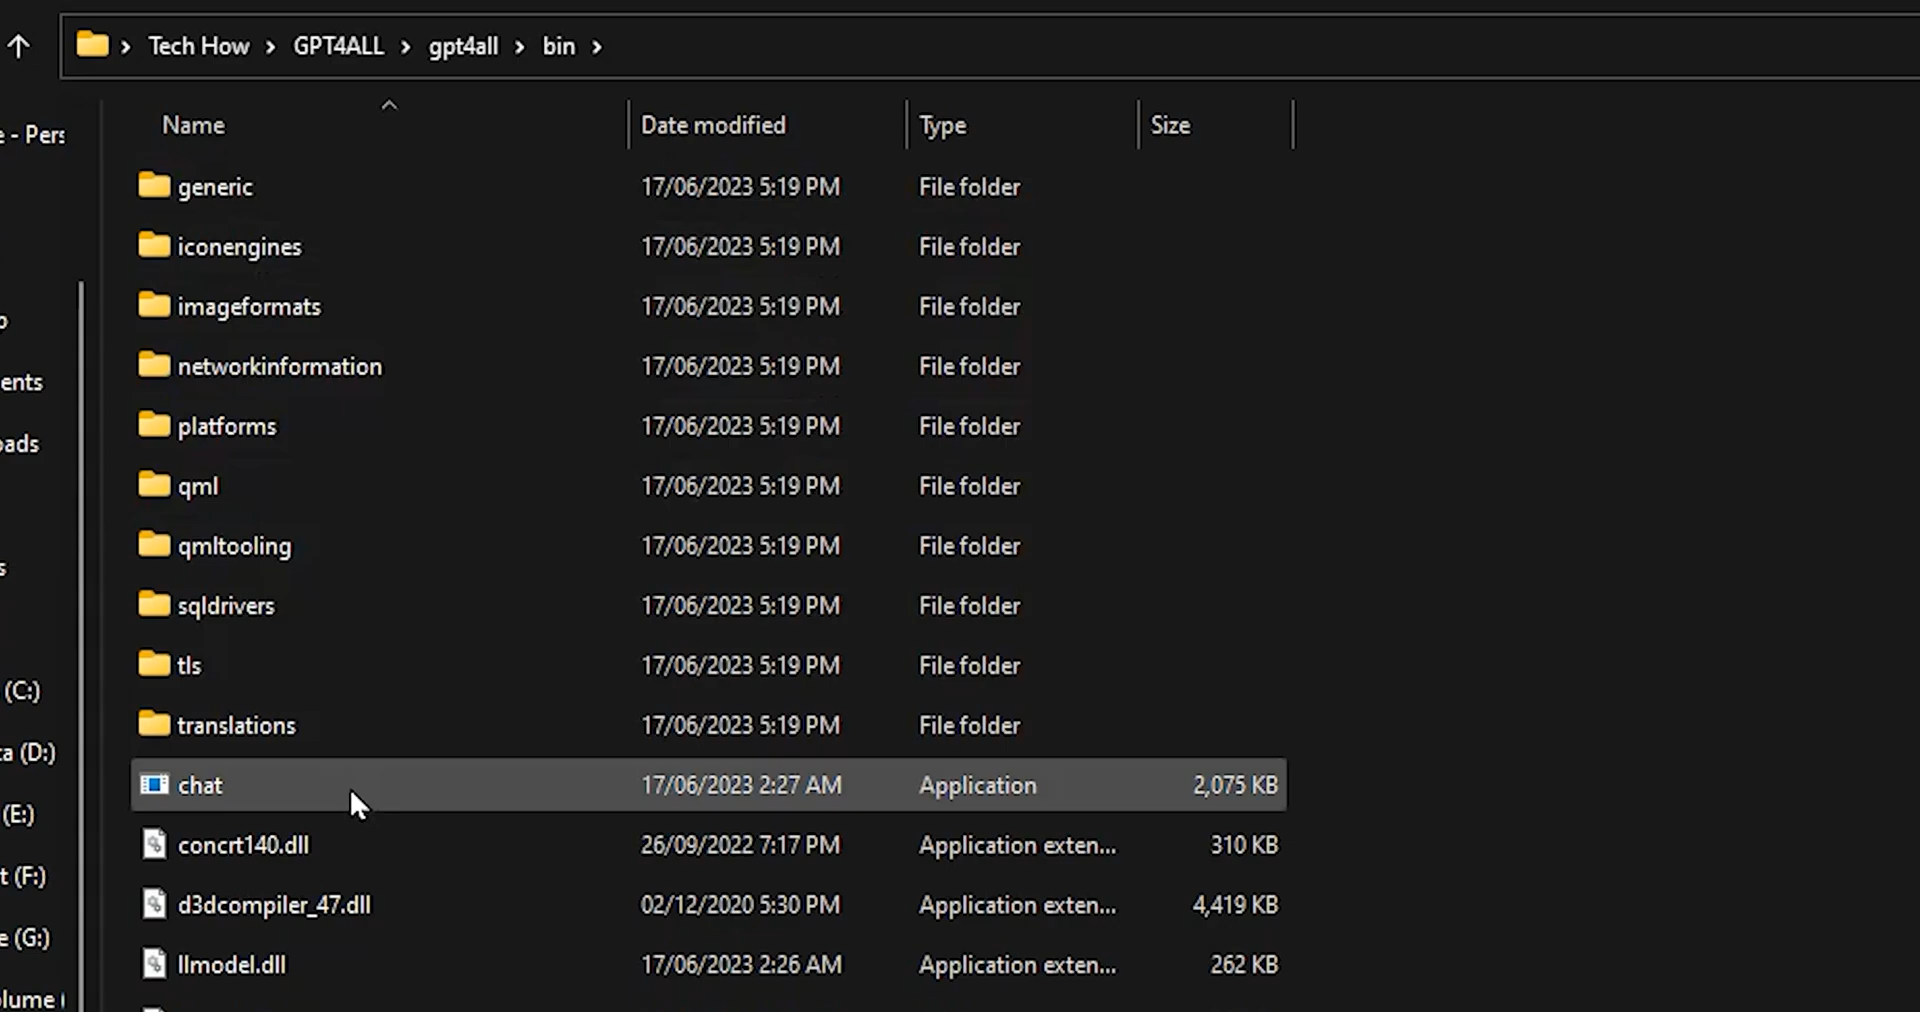 Tech How > GPT4ALL > gpt4all > bin >
Name Date modified Type Size
e - Pers
generic 17/06/2023 5:19 PM File folder
iconengines 17/06/2023 5:19 PM File folder
imageformats 17/06/2023 5:19 PM File folder
networkinformation 17/06/2023 5:19 PM File folder
ents
platforms 17/06/2023 5:19 PM File folder
oads
qml 17/06/2023 5:19 PM File folder
qmltooling 17/06/2023 5:19 PM File folder
s
sqldrivers 17/06/2023 5:19 PM File folder
tls 17/06/2023 5:19 PM File folder
(C:)
translations 17/06/2023 5:19 PM File folder
ta (D:)
chat 17/06/2023 2:27 AM Application 2,075 KB
(E:)
concrt140.dll 26/09/2022 7:17 PM Application exten... 310 KB
t (F:)
d3dcompiler_47.dll 02/12/2020 5:30 PM Application exten... 4,419 KB
e (G:)
llmodel.dll 17/06/2023 2:26 AM Application exten... 262 KB
olume (